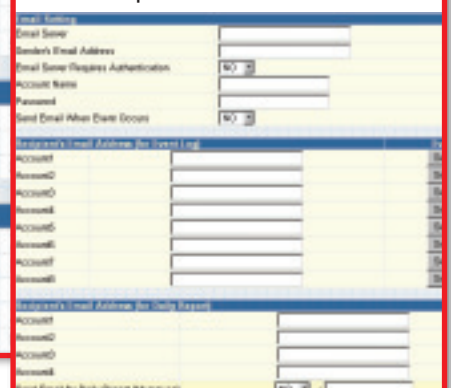 Email Setting
Email Server
Sender's Email Address
Email Server Requires Authentication NO
Account Name
Password
Send Email When Event Occurs NO
Recipient's Email Address (for Event Log)
Account1
Account2
Account3
Account4
Account5
Account6
Account7
Account8
Recipient's Email Address (for Daily Report)
Account1
Account2
Account3
Account4